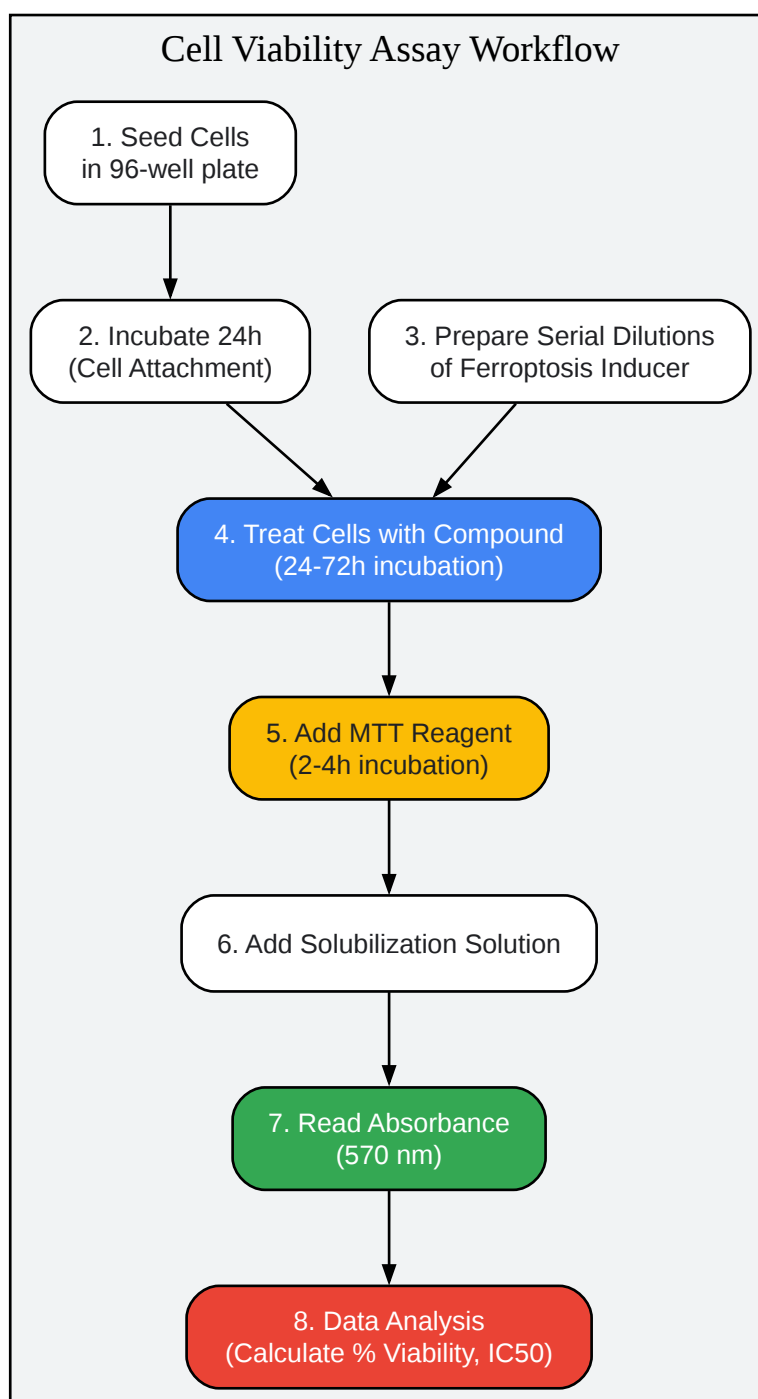 Cell Viability Assay Workflow
1. Seed Cells
in 96-well plate
2. Incubate 24h
(Cell Attachment)
3. Prepare Serial Dilutions
of Ferroptosis Inducer
4. Treat Cells with Compound
(24-72h incubation)
5. Add MTT Reagent
(2-4h incubation)
6. Add Solubilization Solution
7. Read Absorbance
(570 nm)
8. Data Analysis
(Calculate % Viability, IC50)